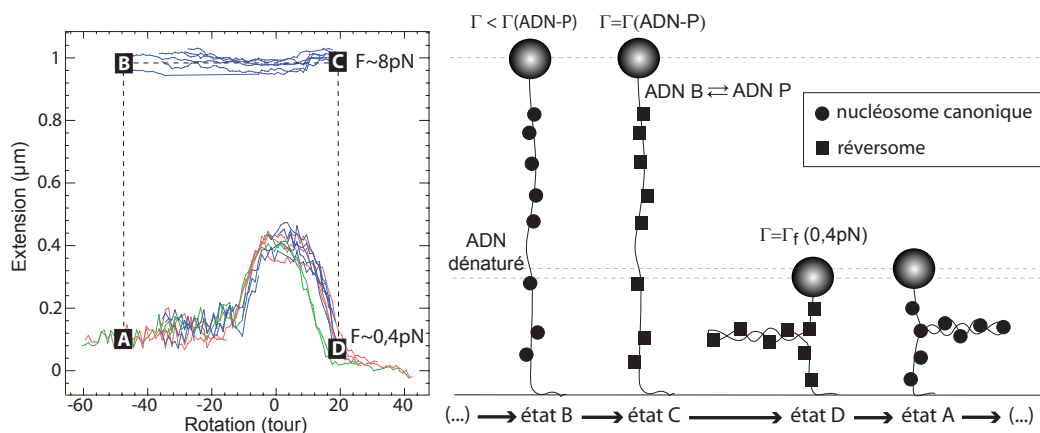 Extension (µm)
1
0.8
0.6
0.4
0.2
0
-60 -40 -20 0 20 40
Rotation (tour)
B
C
F~8pN
A
D
F~0,4pN
Γ < Γ(ADN-P)
Γ=Γ(ADN-P)
ADN B ⇄ ADN P
nucléosome canonique
réversome
ADN
dénaturé
Γ=Γf (0,4pN)
(...) état B état C état D état A (...)